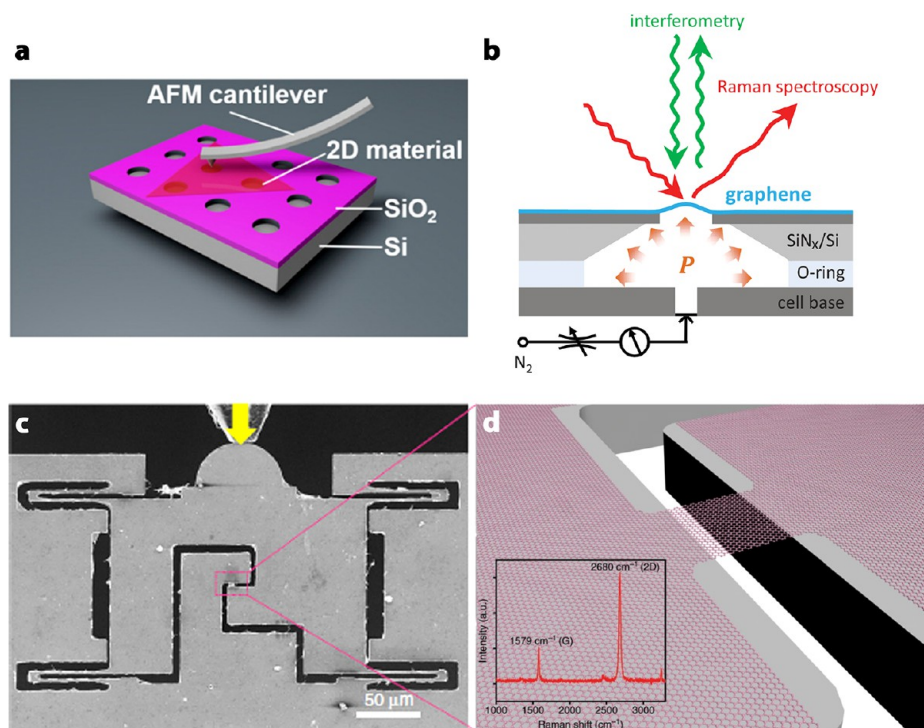 a
AFM cantilever
2D material
SiO₂
Si
b
interferometry
Raman spectroscopy
graphene
SiNₓ/Si
O-ring
P
cell base
N₂
c
50 μm
d
2680 cm⁻¹ (2D)
1579 cm⁻¹ (G)
Intensity (a.u.)
1000 1500 2000 2500 3000
Raman shift (cm⁻¹)